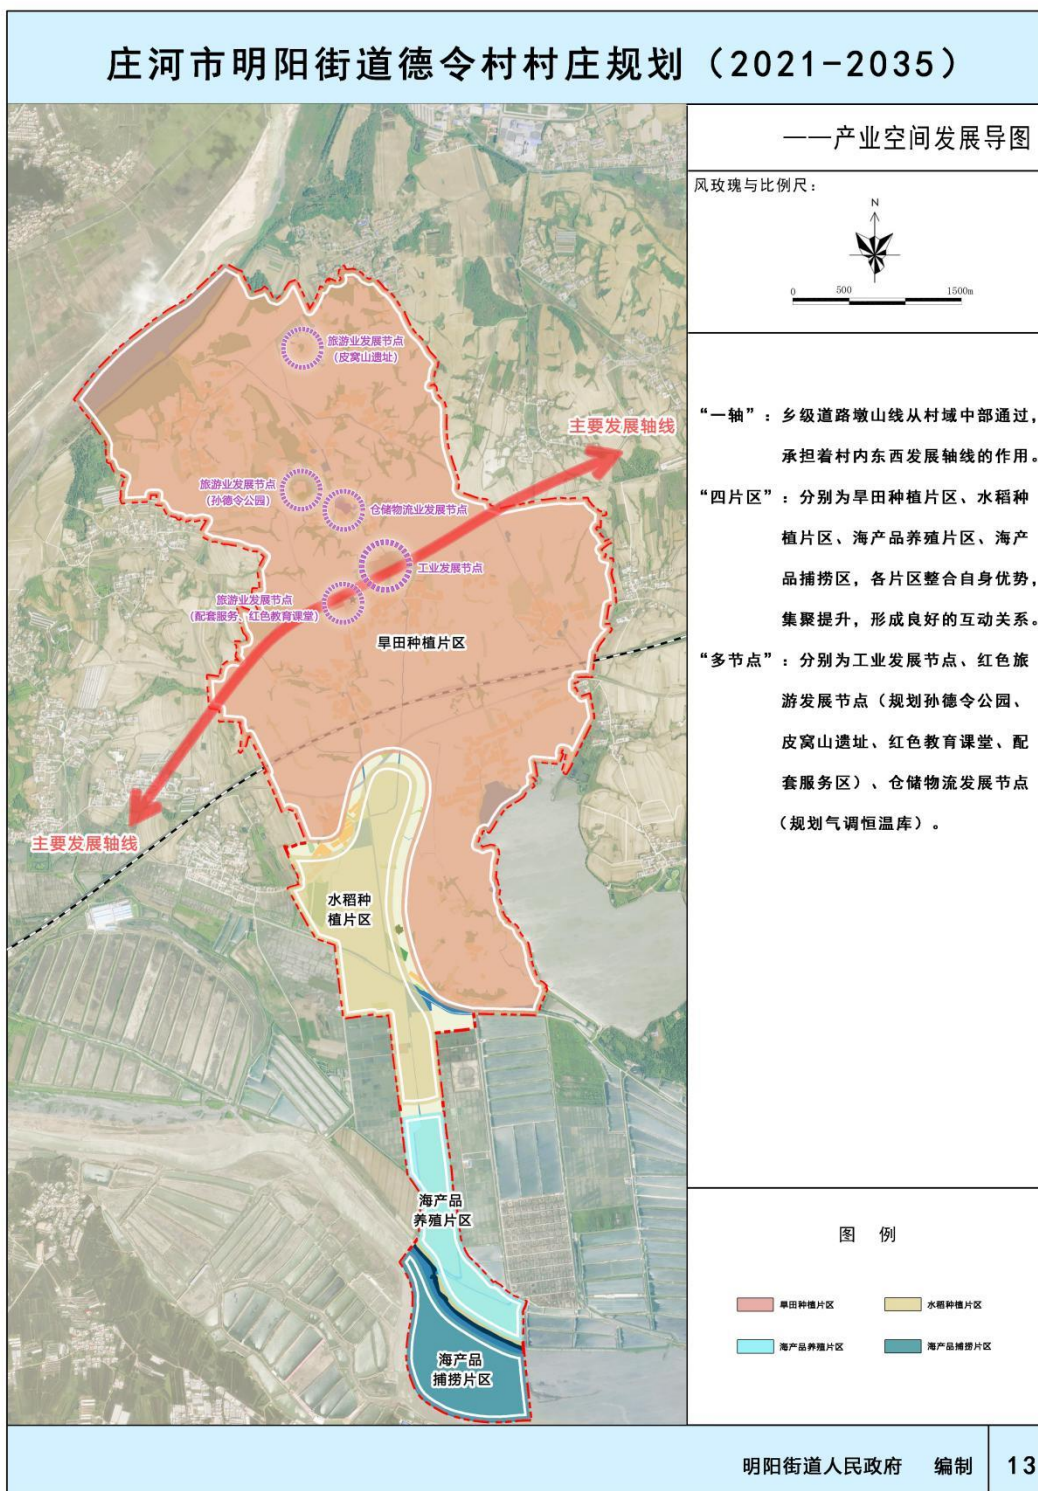 庄河市明阳街道德令村村庄规划（2021-2035）
——产业空间发展导图
风玫瑰与比例尺：
N
0 500 1500m
“一轴”：乡级道路墩山线从村域中部通过，
承担着村内东西发展轴线的作用。
“四片区”：分别为旱田种植片区、水稻种
植片区、海产品养殖片区、海产
品捕捞区，各片区整合自身优势，
集聚提升，形成良好的互动关系。
“多节点”：分别为工业发展节点、红色旅
游发展节点（规划孙德令公园、
皮窝山遗址、红色教育课堂、配
套服务区）、仓储物流发展节点
（规划气调恒温库）。
旅游业发展节点
（皮窝山遗址）
主要发展轴线
旅游业发展节点
（孙德令公园）
仓储物流业发展节点
工业发展节点
旅游业发展节点
（配套服务、红色教育课堂）
旱田种植片区
主要发展轴线
水稻种
植片区
海产品
养殖片区
海产品
捕捞片区
图 例
旱田种植片区
水稻种植片区
海产品养殖片区
海产品捕捞片区
明阳街道人民政府 编制
13